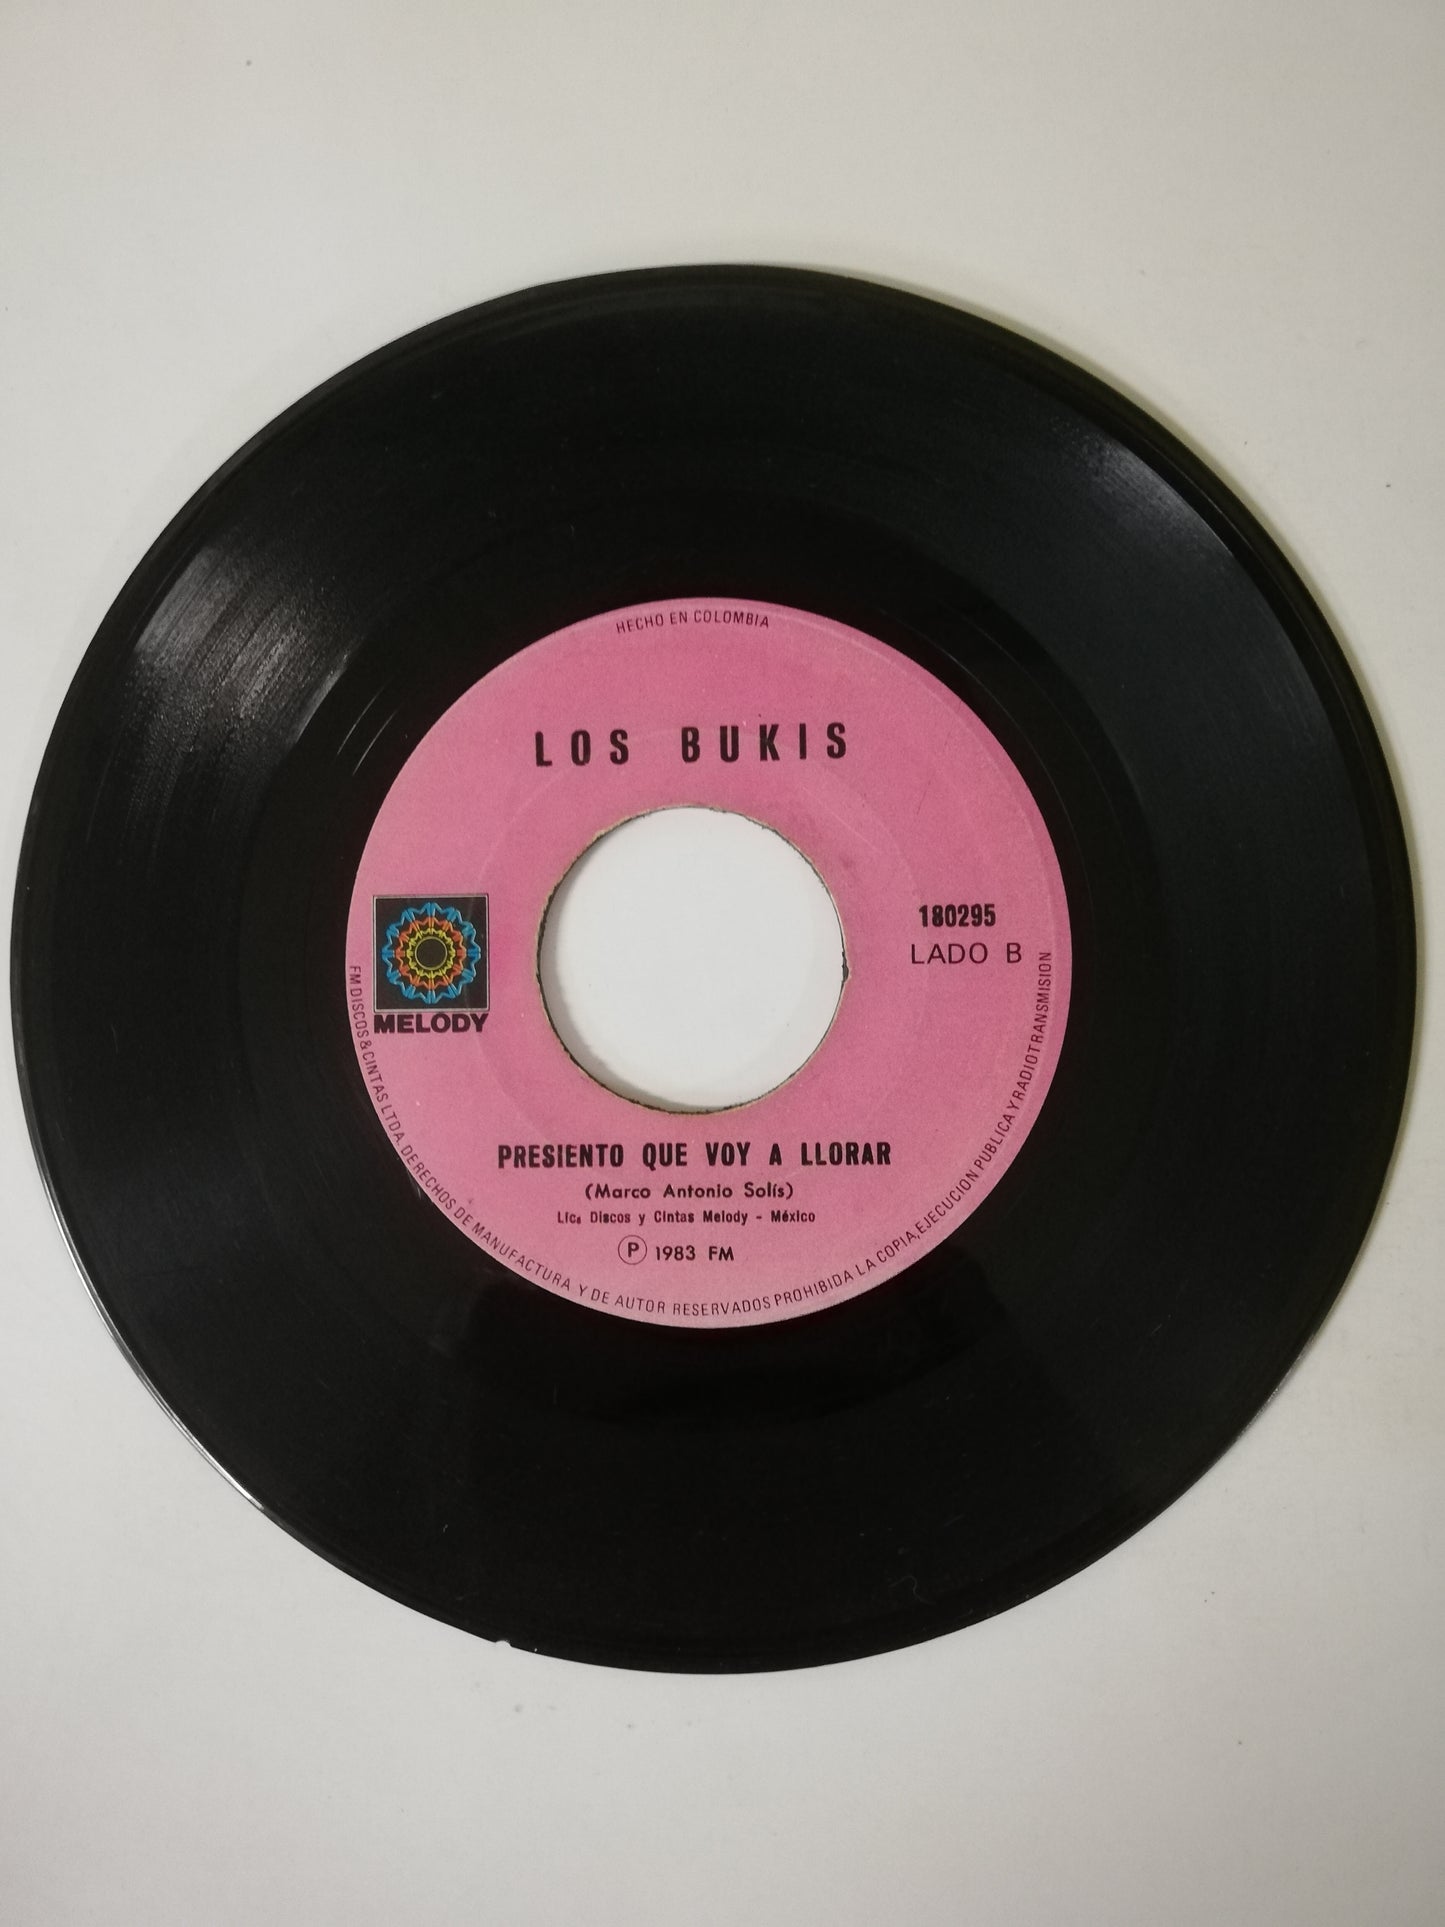 HECHO EN COLOMBIA
LOS BUKIS
180295
LADO B
MELODY
PRESIENTO QUE VOY A LLORAR
(Marco Antonio Solís)
Lic. Discos y Cintas Melody - México
Ⓟ 1983 FM
FM DISCOS & CINTAS LTDA. DERECHOS DE MANUFACTURA Y DE AUTOR RESERVADOS PROHIBIDA LA COPIA, EJECUCION PUBLICA Y RADIOTRANSMISION